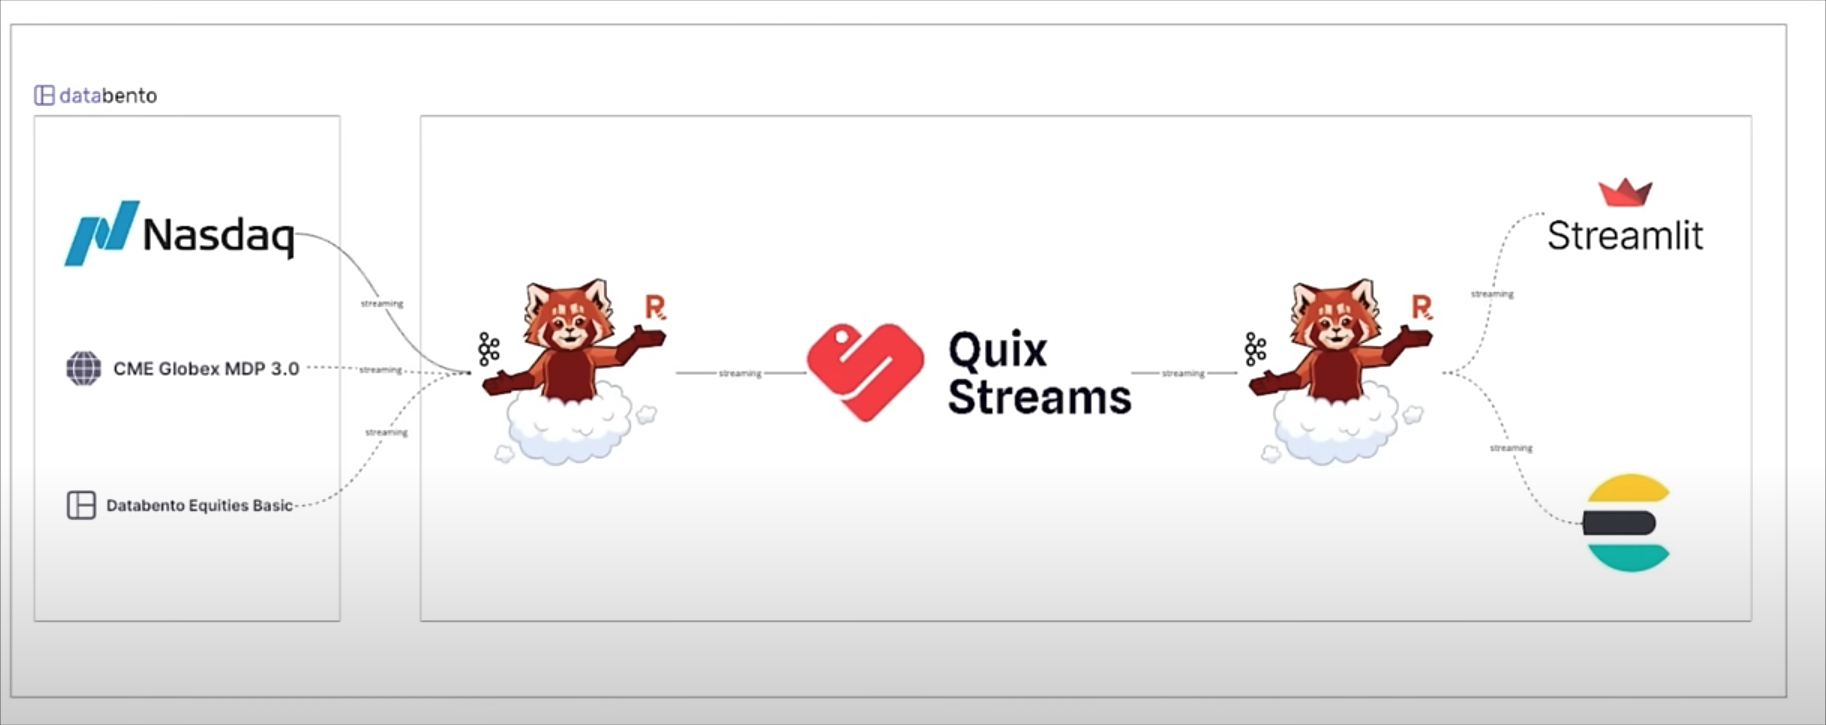 databento
Nasdaq
streaming
CME Globex MDP 3.0
streaming
streaming
Databento Equities Basic
R
streaming
Quix
Streams
streaming
R
Streamlit
streaming
streaming